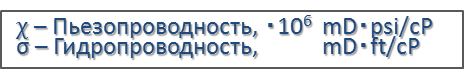 χ – Пьезопроводность, ·10⁶ mD·psi/cP
σ – Гидропроводность, mD·ft/cP